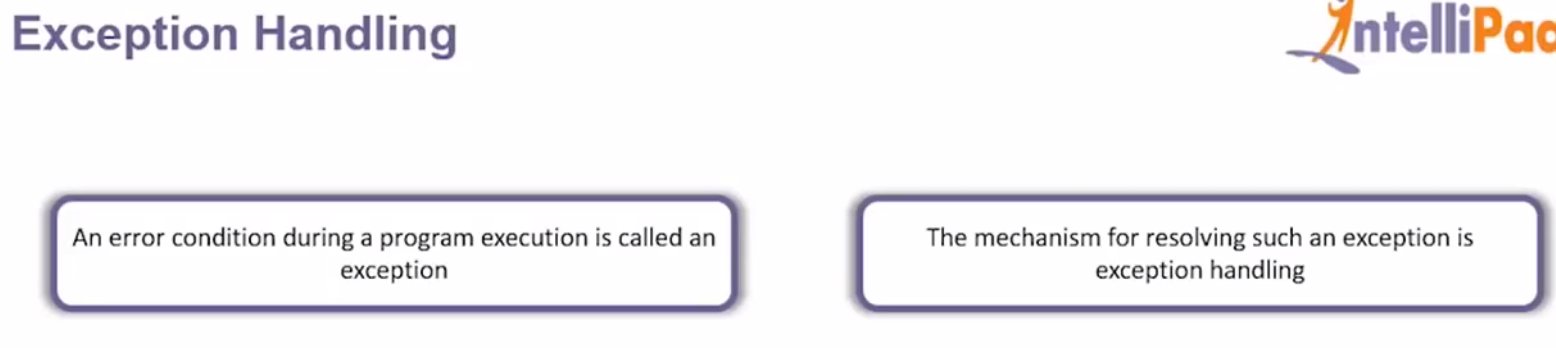 Exception Handling
IntelliPaa
An error condition during a program execution is called an
exception
The mechanism for resolving such an exception is
exception handling